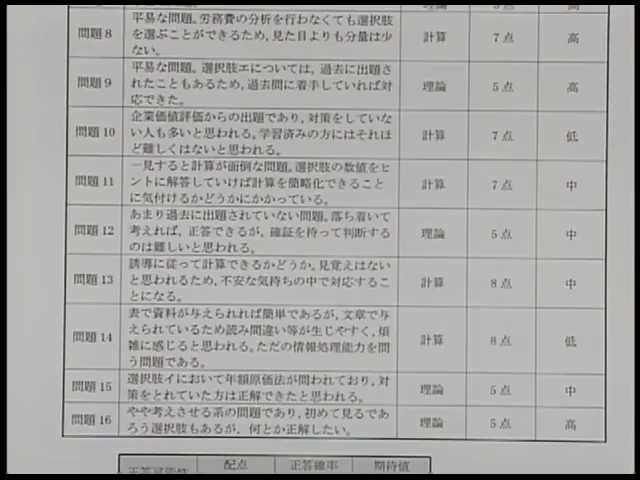 理論 5点 高
問題8 平易な問題。労務費の分析を行わなくても選択肢 計算 7点 高
を選ぶことができるため,見た目よりも分量は少
ない。
問題9 平易な問題。選択肢エについては,過去に出題さ 理論 5点 高
れたこともあるため,過去問に着手していれば対
応できた。
問題10 企業価値評価からの出題であり,対策をしていな 計算 7点 低
い人も多いと思われる。学習済みの方にはそれほ
ど難しくはないと思われる。
問題11 一見すると計算が面倒な問題。選択肢の数値をヒ 計算 7点 中
ントに解答していけば計算を簡略化できること
に気付けるかどうかにかかっている。
問題12 あまり過去に出題されていない問題。落ち着いて 理論 5点 中
考えれば,正答できるが,確証を持って判断する
のは難しいと思われる。
問題13 誘導に従って計算できるかどうか。見覚えはない 計算 8点 中
と思われるため,不安な気持ちの中で対応するこ
とになる。
問題14 表で資料が与えられれば簡単であるが,文章で与 計算 8点 低
えられているため読み間違い等が生じやすく,煩
雑に感じると思われる。ただの情報処理能力を問
う問題である。
問題15 選択肢イにおいて年額原価法が問われており,対 理論 5点 中
策をとれていた方は正解できたと思われる。
問題16 やや考えさせる系の問題であり,初めて見るであ 理論 5点 高
ろう選択肢もあるが,何とか正解したい。
正答可能性 配点 正答確率 期待値